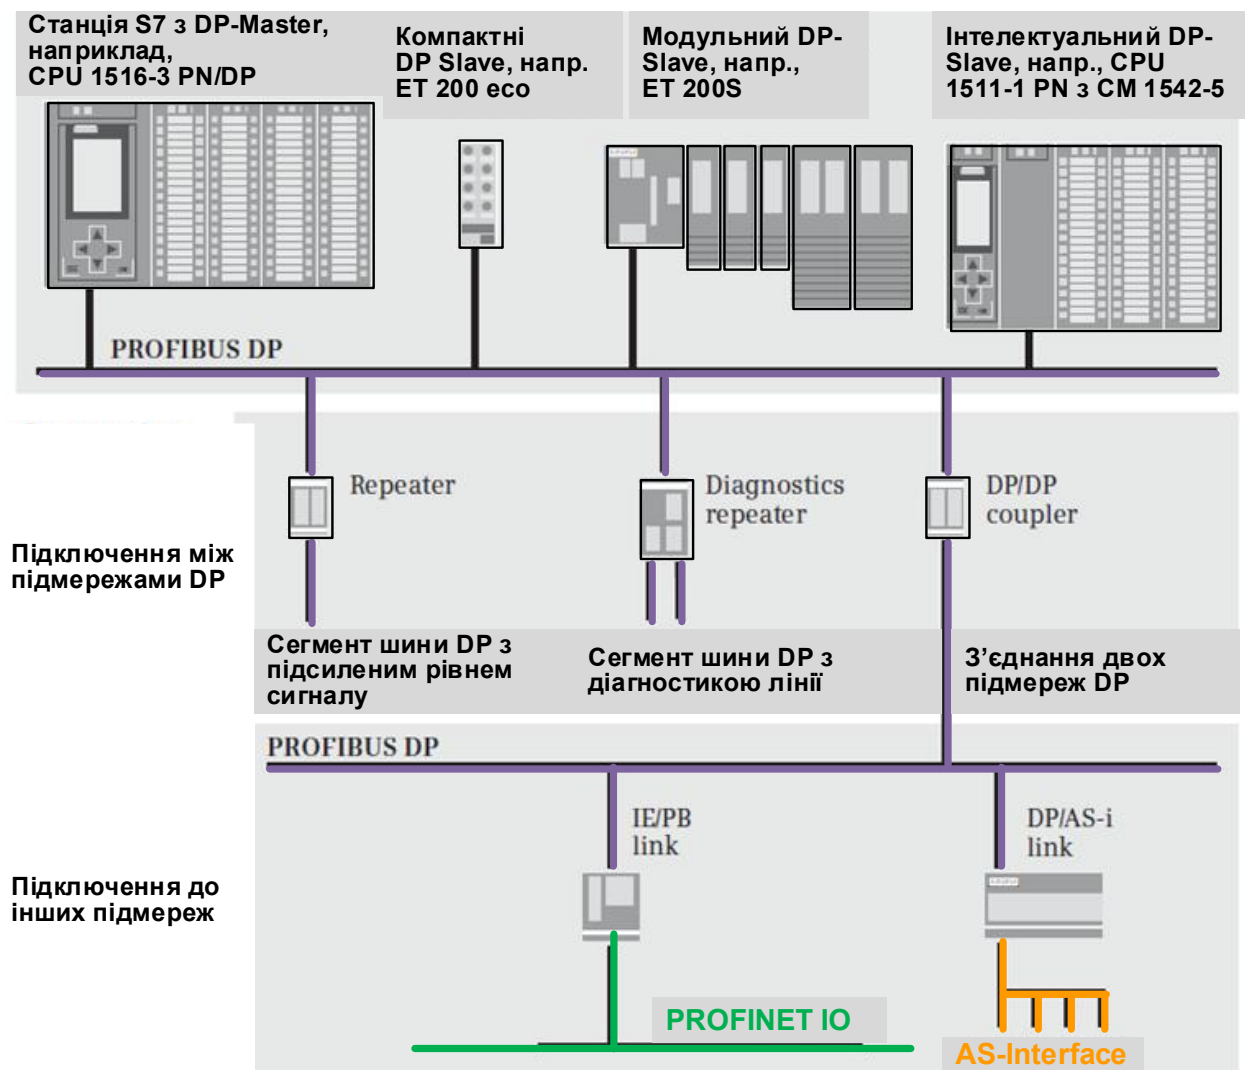 Станція S7 з DP-Master,
наприклад,
CPU 1516-3 PN/DP
Компактні
DP Slave, напр.
ET 200 eco
Модульний DP-
Slave, напр.,
ET 200S
Інтелектуальний DP-
Slave, напр., CPU
1511-1 PN з CM 1542-5
PROFIBUS DP
Repeater
Diagnostics
repeater
DP/DP
coupler
Підключення між
підмережами DP
Сегмент шини DP з
підсиленим рівнем
сигналу
Сегмент шини DP з
діагностикою лінії
З’єднання двох
підмереж DP
PROFIBUS DP
IE/PB
link
DP/AS-i
link
Підключення до
інших підмереж
PROFINET IO
AS-Interface